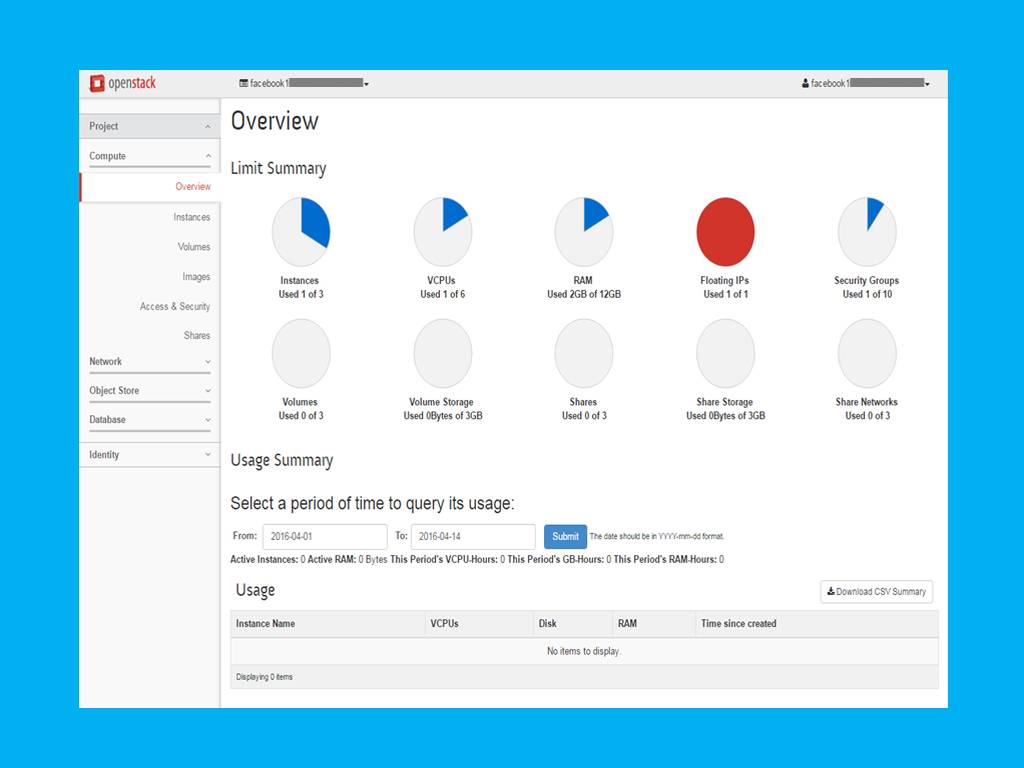 openstack facebook1 facebook1
Project
Compute
Overview
Instances
Volumes
Images
Access & Security
Shares
Network
Object Store
Database
Identity
Overview
Limit Summary
Instances VCPUs RAM Floating IPs Security Groups
Used 1 of 3 Used 1 of 6 Used 2GB of 12GB Used 1 of 1 Used 1 of 10
Volumes Volume Storage Shares Share Storage Share Networks
Used 0 of 3 Used 0Bytes of 3GB Used 0 of 3 Used 0Bytes of 3GB Used 0 of 3
Usage Summary
Select a period of time to query its usage:
From: 2016-04-01 To: 2016-04-14 Submit The date should be in YYYY-mm-dd format.
Active Instances: 0 Active RAM: 0 Bytes This Period's VCPU-Hours: 0 This Period's GB-Hours: 0 This Period's RAM-Hours: 0
Usage Download CSV Summary
Instance Name VCPUs Disk RAM Time since created
No items to display.
Displaying 0 items